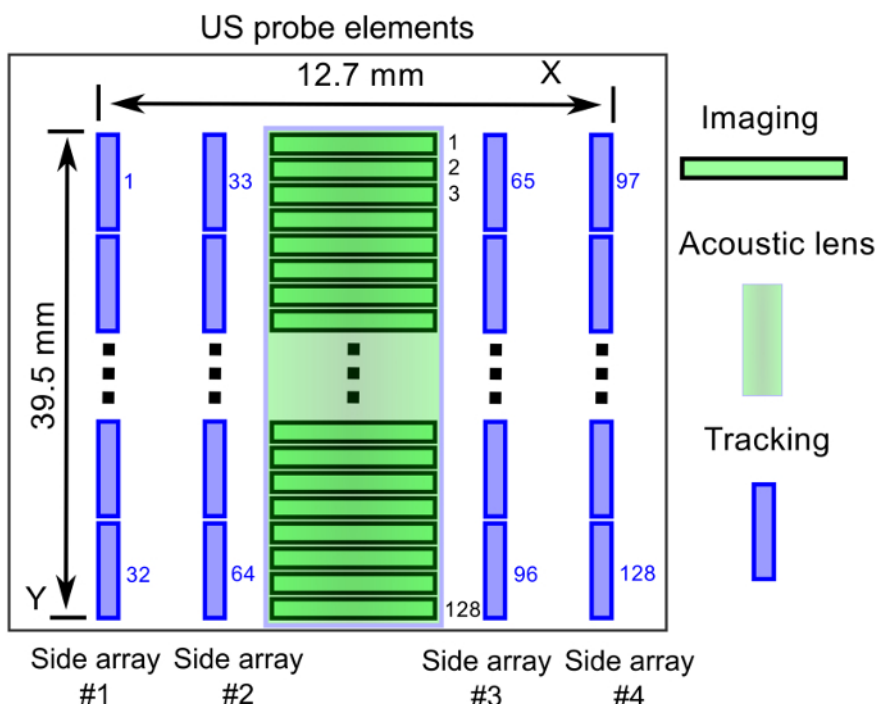 US probe elements
12.7 mm
X
39.5 mm
Y
1
33
1
2
3
65
97
32
64
128
96
128
Side array
#1
Side array
#2
Side array
#3
Side array
#4
Imaging
Acoustic lens
Tracking